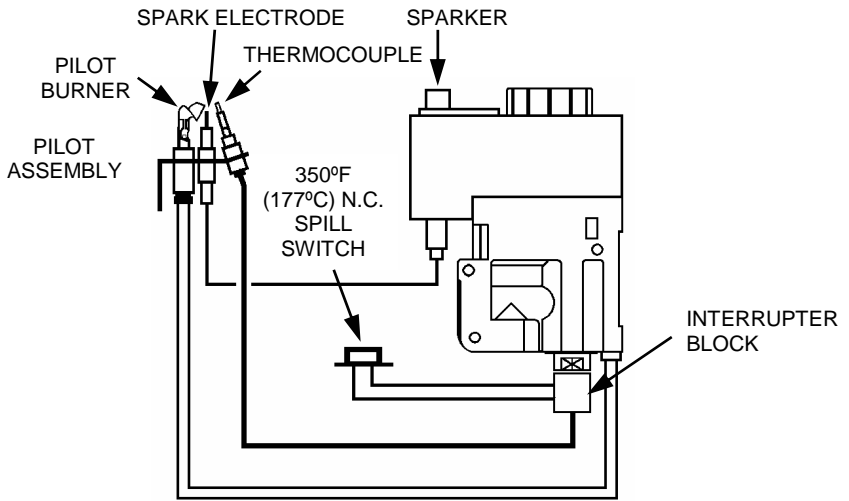 SPARK ELECTRODE
SPARKER
THERMOCOUPLE
PILOT
BURNER
PILOT
ASSEMBLY
350ºF
(177ºC) N.C.
SPILL
SWITCH
INTERRUPTER
BLOCK